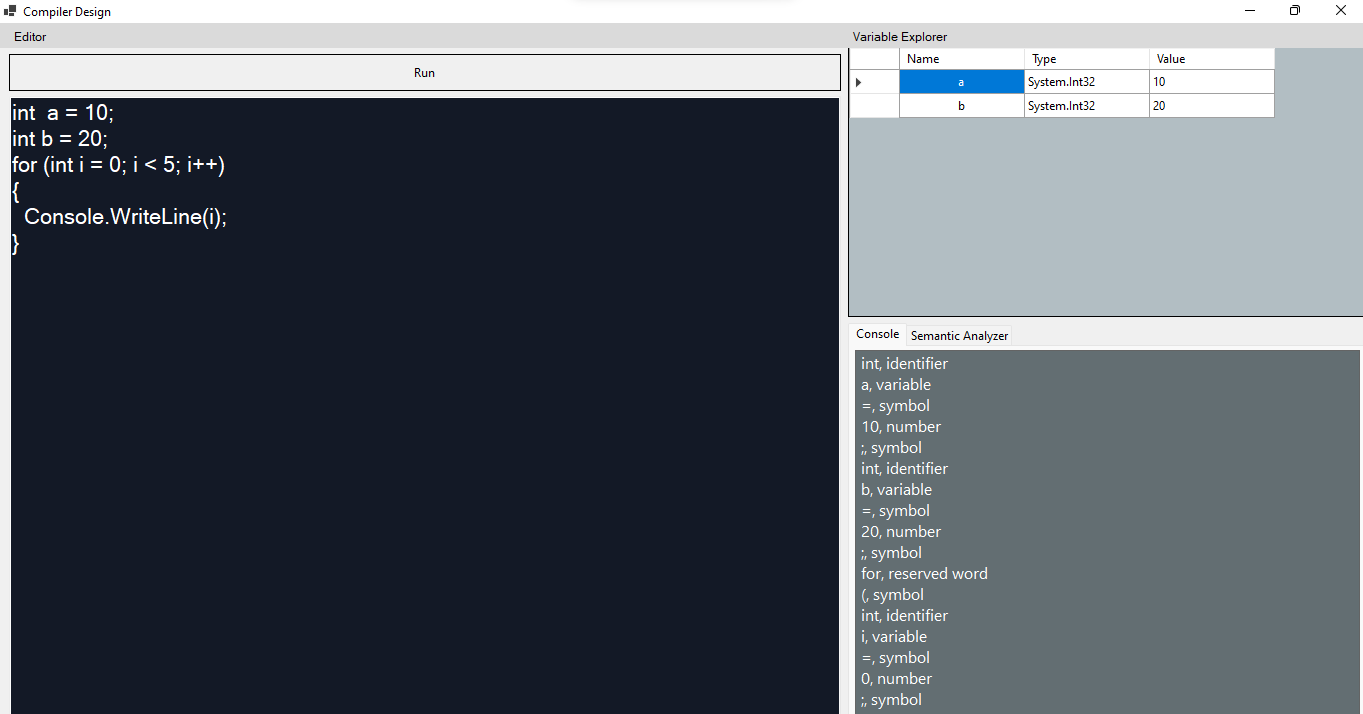 Compiler Design
Editor
Run
int  a = 10;
int b = 20;
for (int i = 0; i < 5; i++)
{
  Console.WriteLine(i);
}
Variable Explorer
Name Type Value
a System.Int32 10
b System.Int32 20
Console Semantic Analyzer
int, identifier
a, variable
=, symbol
10, number
;, symbol
int, identifier
b, variable
=, symbol
20, number
;, symbol
for, reserved word
(, symbol
int, identifier
i, variable
=, symbol
0, number
;, symbol